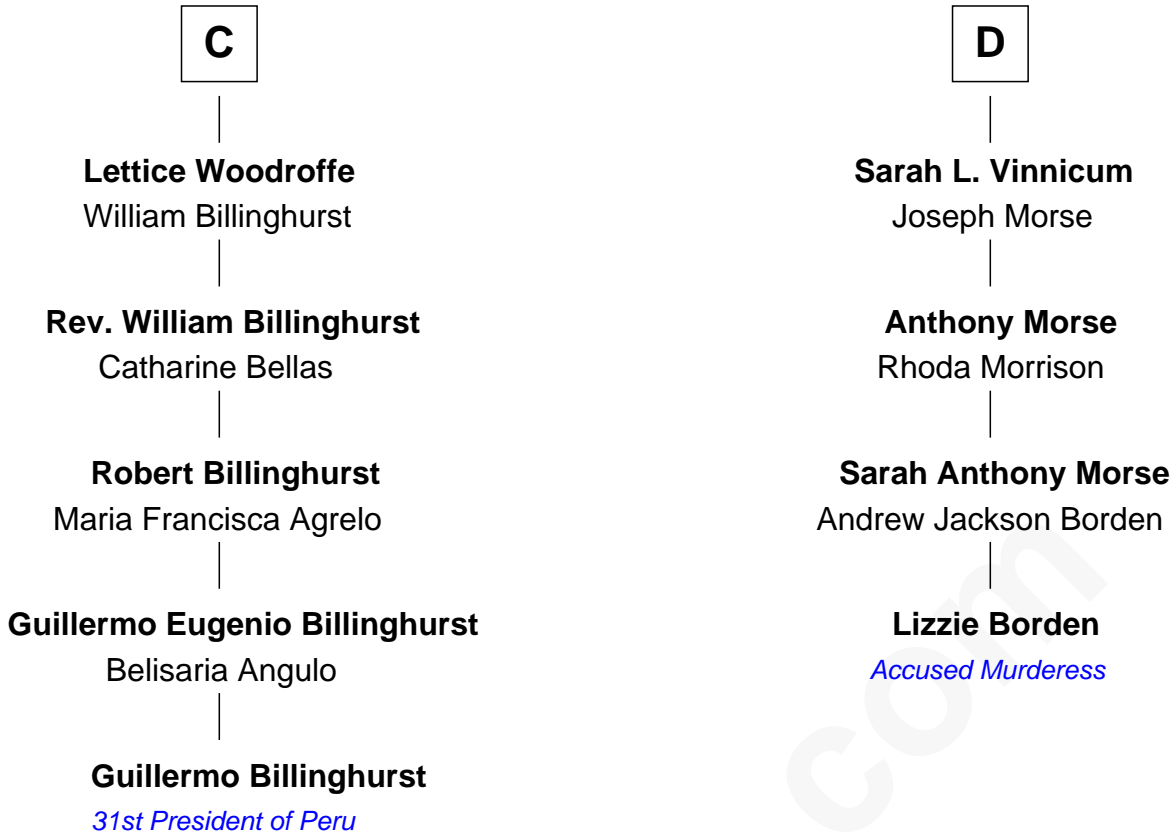 C
Lettice Woodroffe
William Billinghurst
Rev. William Billinghurst
Catharine Bellas
Robert Billinghurst
Maria Francisca Agrelo
Guillermo Eugenio Billinghurst
Belisaria Angulo
Guillermo Billinghurst
31st President of Peru
D
Sarah L. Vinnicum
Joseph Morse
Anthony Morse
Rhoda Morrison
Sarah Anthony Morse
Andrew Jackson Borden
Lizzie Borden
Accused Murderess
com